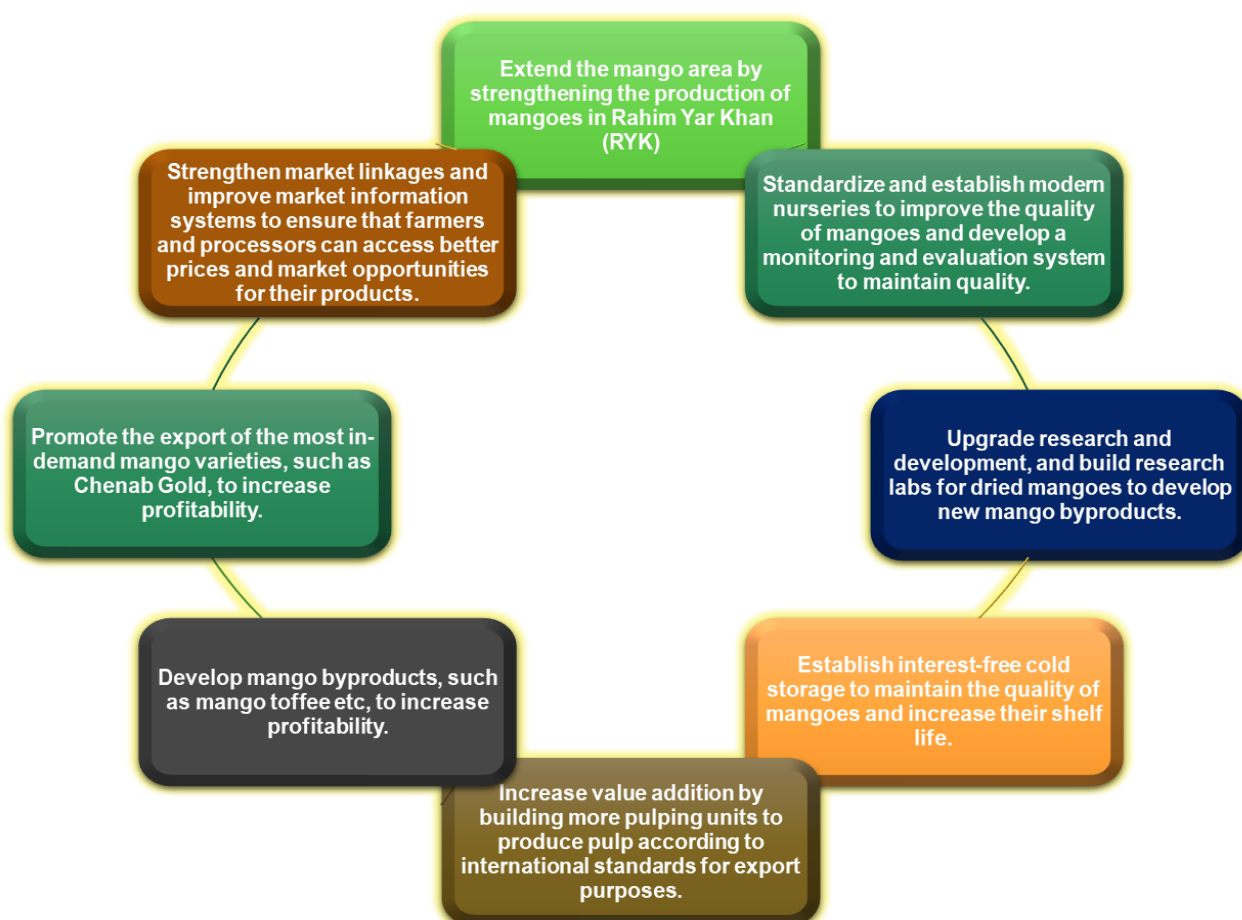 Extend the mango area by
strengthening the production of
mangoes in Rahim Yar Khan
(RYK)
Standardize and establish modern
nurseries to improve the quality
of mangoes and develop a
monitoring and evaluation system
to maintain quality.
Upgrade research and
development, and build research
labs for dried mangoes to develop
new mango byproducts.
Establish interest-free cold
storage to maintain the quality of
mangoes and increase their shelf
life.
Increase value addition by
building more pulping units to
produce pulp according to
international standards for export
purposes.
Develop mango byproducts, such
as mango toffee etc, to increase
profitability.
Promote the export of the most in-
demand mango varieties, such as
Chenab Gold, to increase
profitability.
Strengthen market linkages and
improve market information
systems to ensure that farmers
and processors can access better
prices and market opportunities
for their products.